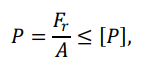 P = F_r / A ≤ [P],